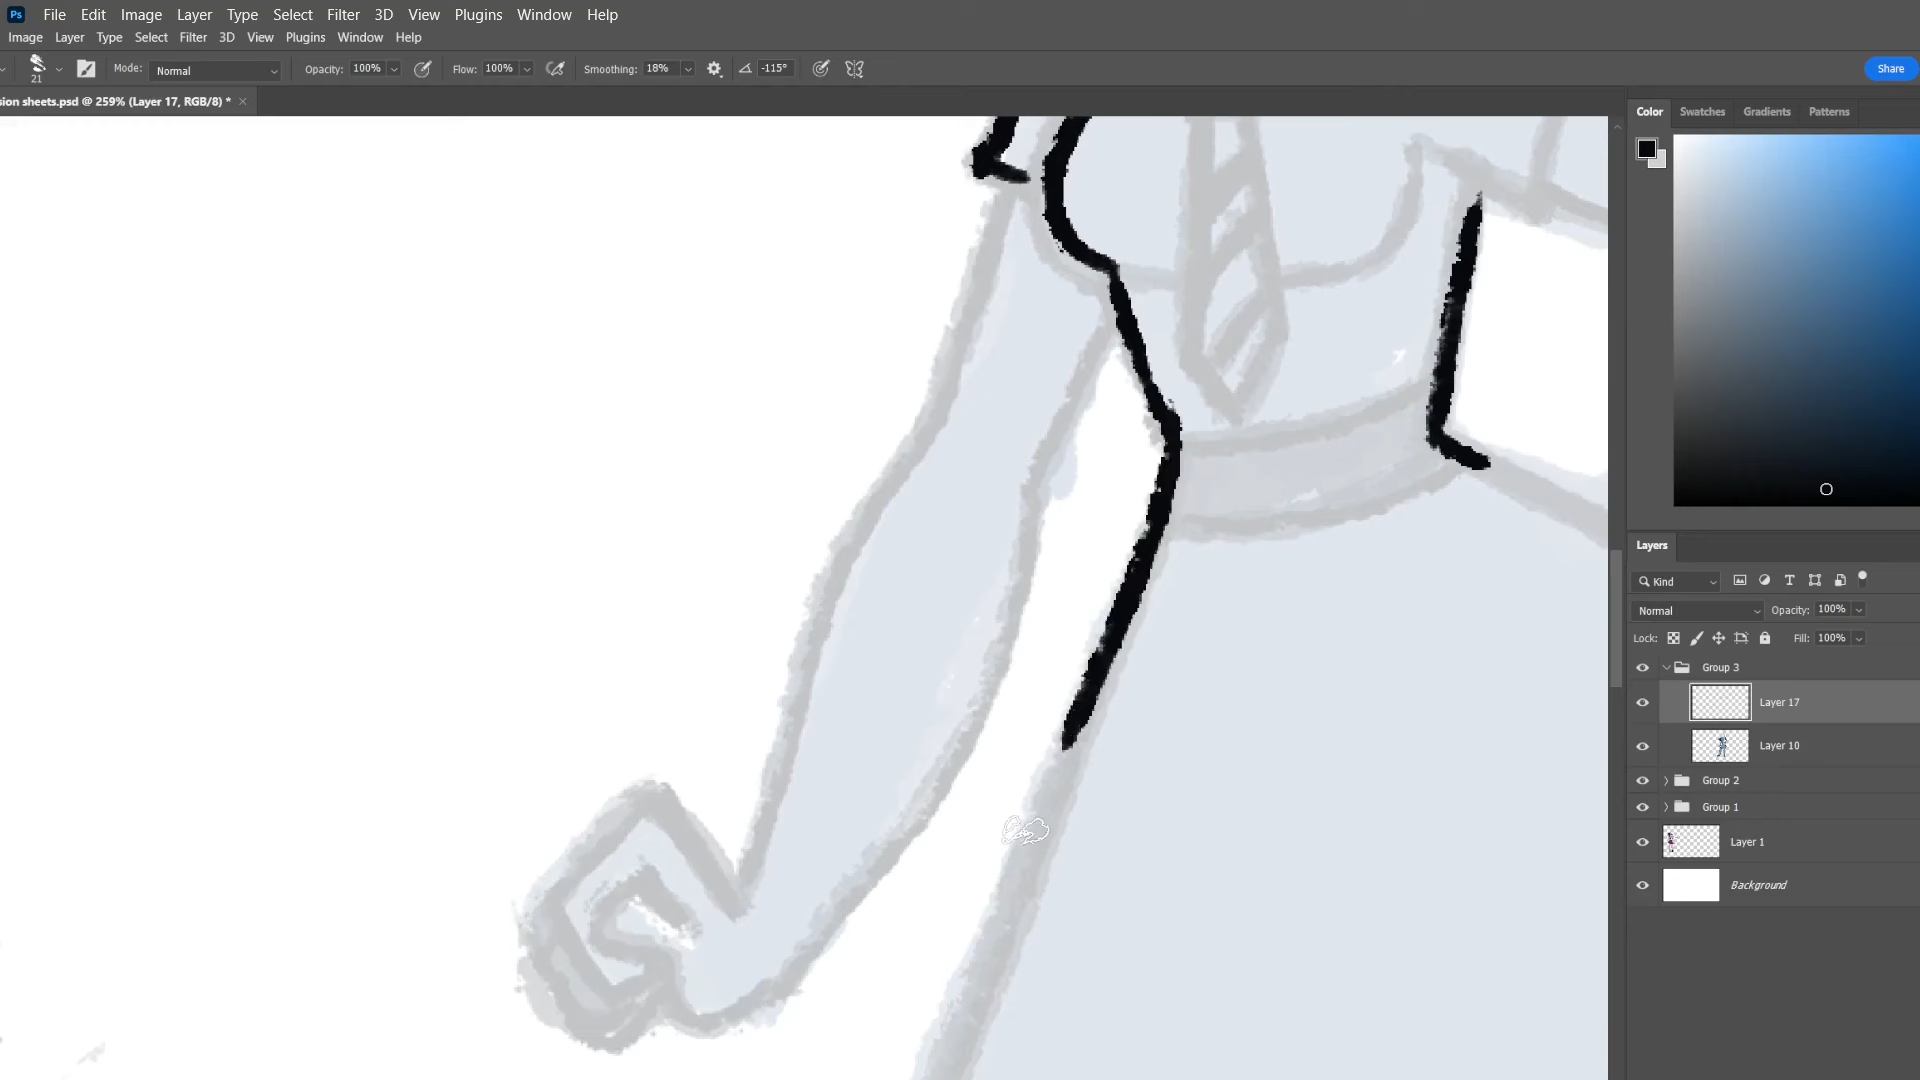 Ps File Edit Image Layer Type Select Filter 3D View Plugins Window Help
Image Layer Type Select Filter 3D View Plugins Window Help
21 Mode: Normal Opacity: 100% Flow: 100% Smoothing: 18% -115° Share
sion sheets.psd @ 259% (Layer 17, RGB/8) *
Color Swatches Gradients Patterns
Layers
Kind
Normal Opacity: 100%
Lock: Fill: 100%
Group 3
Layer 17
Layer 10
Group 2
Group 1
Layer 1
Background